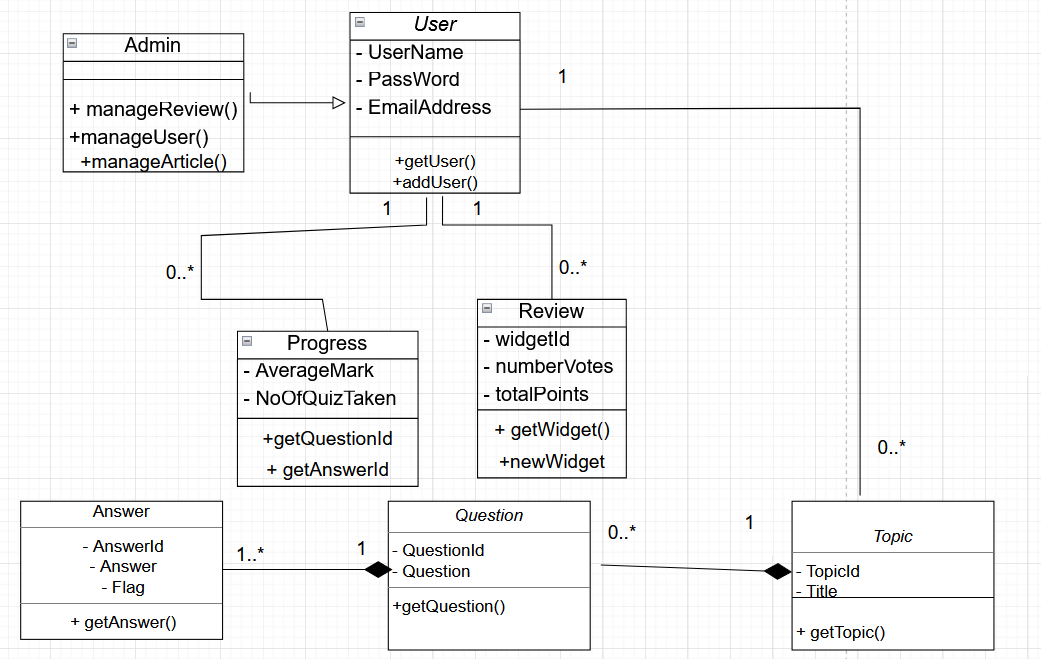 Admin
+ manageReview()
+manageUser()
+manageArticle()
User
- UserName
- PassWord
- EmailAddress
+getUser()
+addUser()
1
0..*
1
0..*
1
0..*
Progress
- AverageMark
- NoOfQuizTaken
+getQuestionId
+ getAnswerId
Review
- widgetId
- numberVotes
- totalPoints
+ getWidget()
+newWidget
Answer
- AnswerId
- Answer
- Flag
+ getAnswer()
1..*
1
Question
- QuestionId
- Question
+getQuestion()
0..*
1
Topic
- TopicId
- Title
+ getTopic()